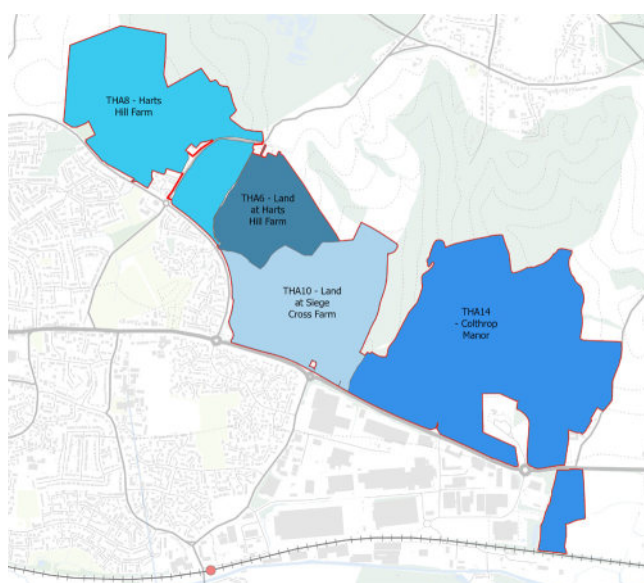 THA8 - Harts
Hill Farm
THA6 - Land
at Harts
Hill Farm
THA10 - Land
at Siege
Cross Farm
THA14
- Colthrop
Manor